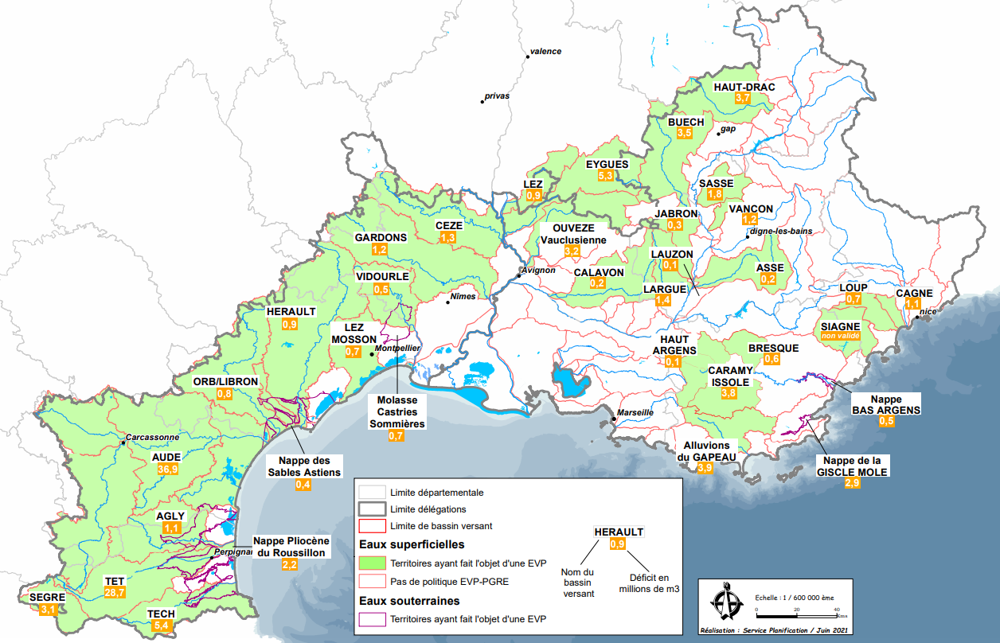 valence
privas
HAUT-DRAC
3,7
BUECH
3,5
gap
EYGUES
5,3
LEZ
0,9
SASSE
1,8
JABRON
0,3
VANCON
1,2
digne-les-bains
CEZE
1,3
GARDONS
1,2
OUVEZE
Vauclusienne
3,2
LAUZON
0,1
VIDOURLE
0,5
Avignon
CALAVON
0,2
ASSE
0,2
LARGUE
1,4
LOUP
0,7
CAGNE
1,1
nice
Nîmes
HERAULT
0,9
LEZ
MOSSON
0,7
Montpellier
SIAGNE
non validé
HAUT
ARGENS
0,1
BRESQUE
0,6
CARAMY
ISSOLE
3,8
ORB/LIBRON
0,8
Molasse
Castries
Sommières
0,7
Nappe
BAS ARGENS
0,5
Marseille
Carcassonne
AUDE
36,9
Nappe des
Sables Astiens
0,4
Alluvions
du GAPEAU
3,9
Nappe de la
GISCLE MOLE
2,9
AGLY
1,1
Nappe Pliocène
du Roussillon
2,2
Perpignan
TET
28,7
SEGRE
3,1
TECH
5,4
Limite départementale
Limite délégations
Limite de bassin versant
Eaux superficielles
Territoires ayant fait l'objet d'une EVP
Pas de politique EVP-PGRE
Eaux souterraines
Territoires ayant fait l'objet d'une EVP
HERAULT
0,9
Nom du
bassin
versant
Déficit en
millions de m3
Echelle : 1 / 600 000 ème
0 20 40
Kms
Réalisation : Service Planification / Juin 2021